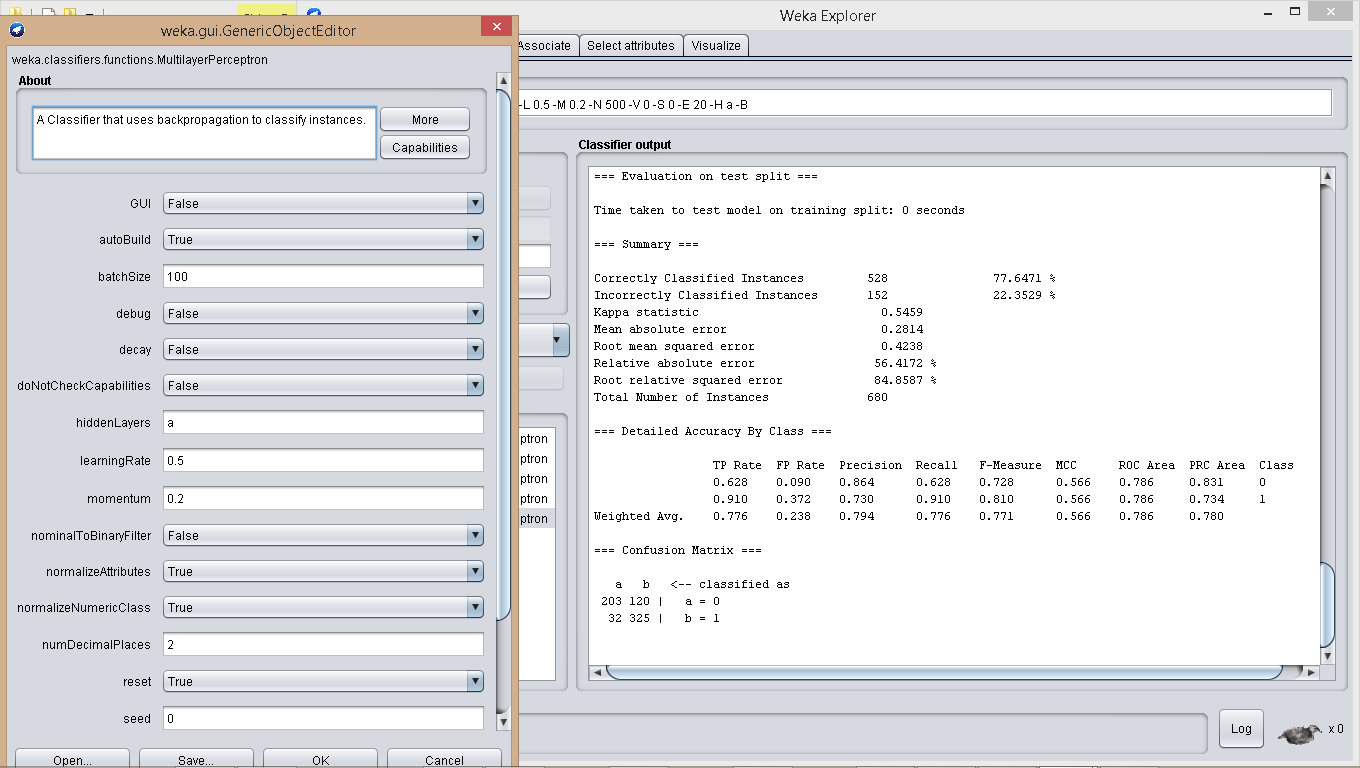 Weka Explorer
weka.gui.GenericObjectEditor
weka.classifiers.functions.MultilayerPerceptron
About
A Classifier that uses backpropagation to classify instances.
More
Capabilities
GUI False
autoBuild True
batchSize 100
debug False
decay False
doNotCheckCapabilities False
hiddenLayers a
learningRate 0.5
momentum 0.2
nominalToBinaryFilter False
normalizeAttributes True
normalizeNumericClass True
numDecimalPlaces 2
reset True
seed 0
Open... Save... OK Cancel
Associate Select attributes Visualize
-L 0.5 -M 0.2 -N 500 -V 0 -S 0 -E 20 -H a -B
ptron
ptron
ptron
ptron
ptron
Classifier output
=== Evaluation on test split ===
Time taken to test model on training split: 0 seconds
=== Summary ===
Correctly Classified Instances 528 77.6471 %
Incorrectly Classified Instances 152 22.3529 %
Kappa statistic 0.5459
Mean absolute error 0.2814
Root mean squared error 0.4238
Relative absolute error 56.4172 %
Root relative squared error 84.8587 %
Total Number of Instances 680
=== Detailed Accuracy By Class ===
TP Rate FP Rate Precision Recall F-Measure MCC ROC Area PRC Area Class
0.628 0.090 0.864 0.628 0.728 0.566 0.786 0.831 0
0.910 0.372 0.730 0.910 0.810 0.566 0.786 0.734 1
Weighted Avg. 0.776 0.238 0.794 0.776 0.771 0.566 0.786 0.780
=== Confusion Matrix ===
a b <-- classified as
203 120 | a = 0
32 325 | b = 1
Log
x 0